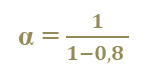 α = 1/1−0,8